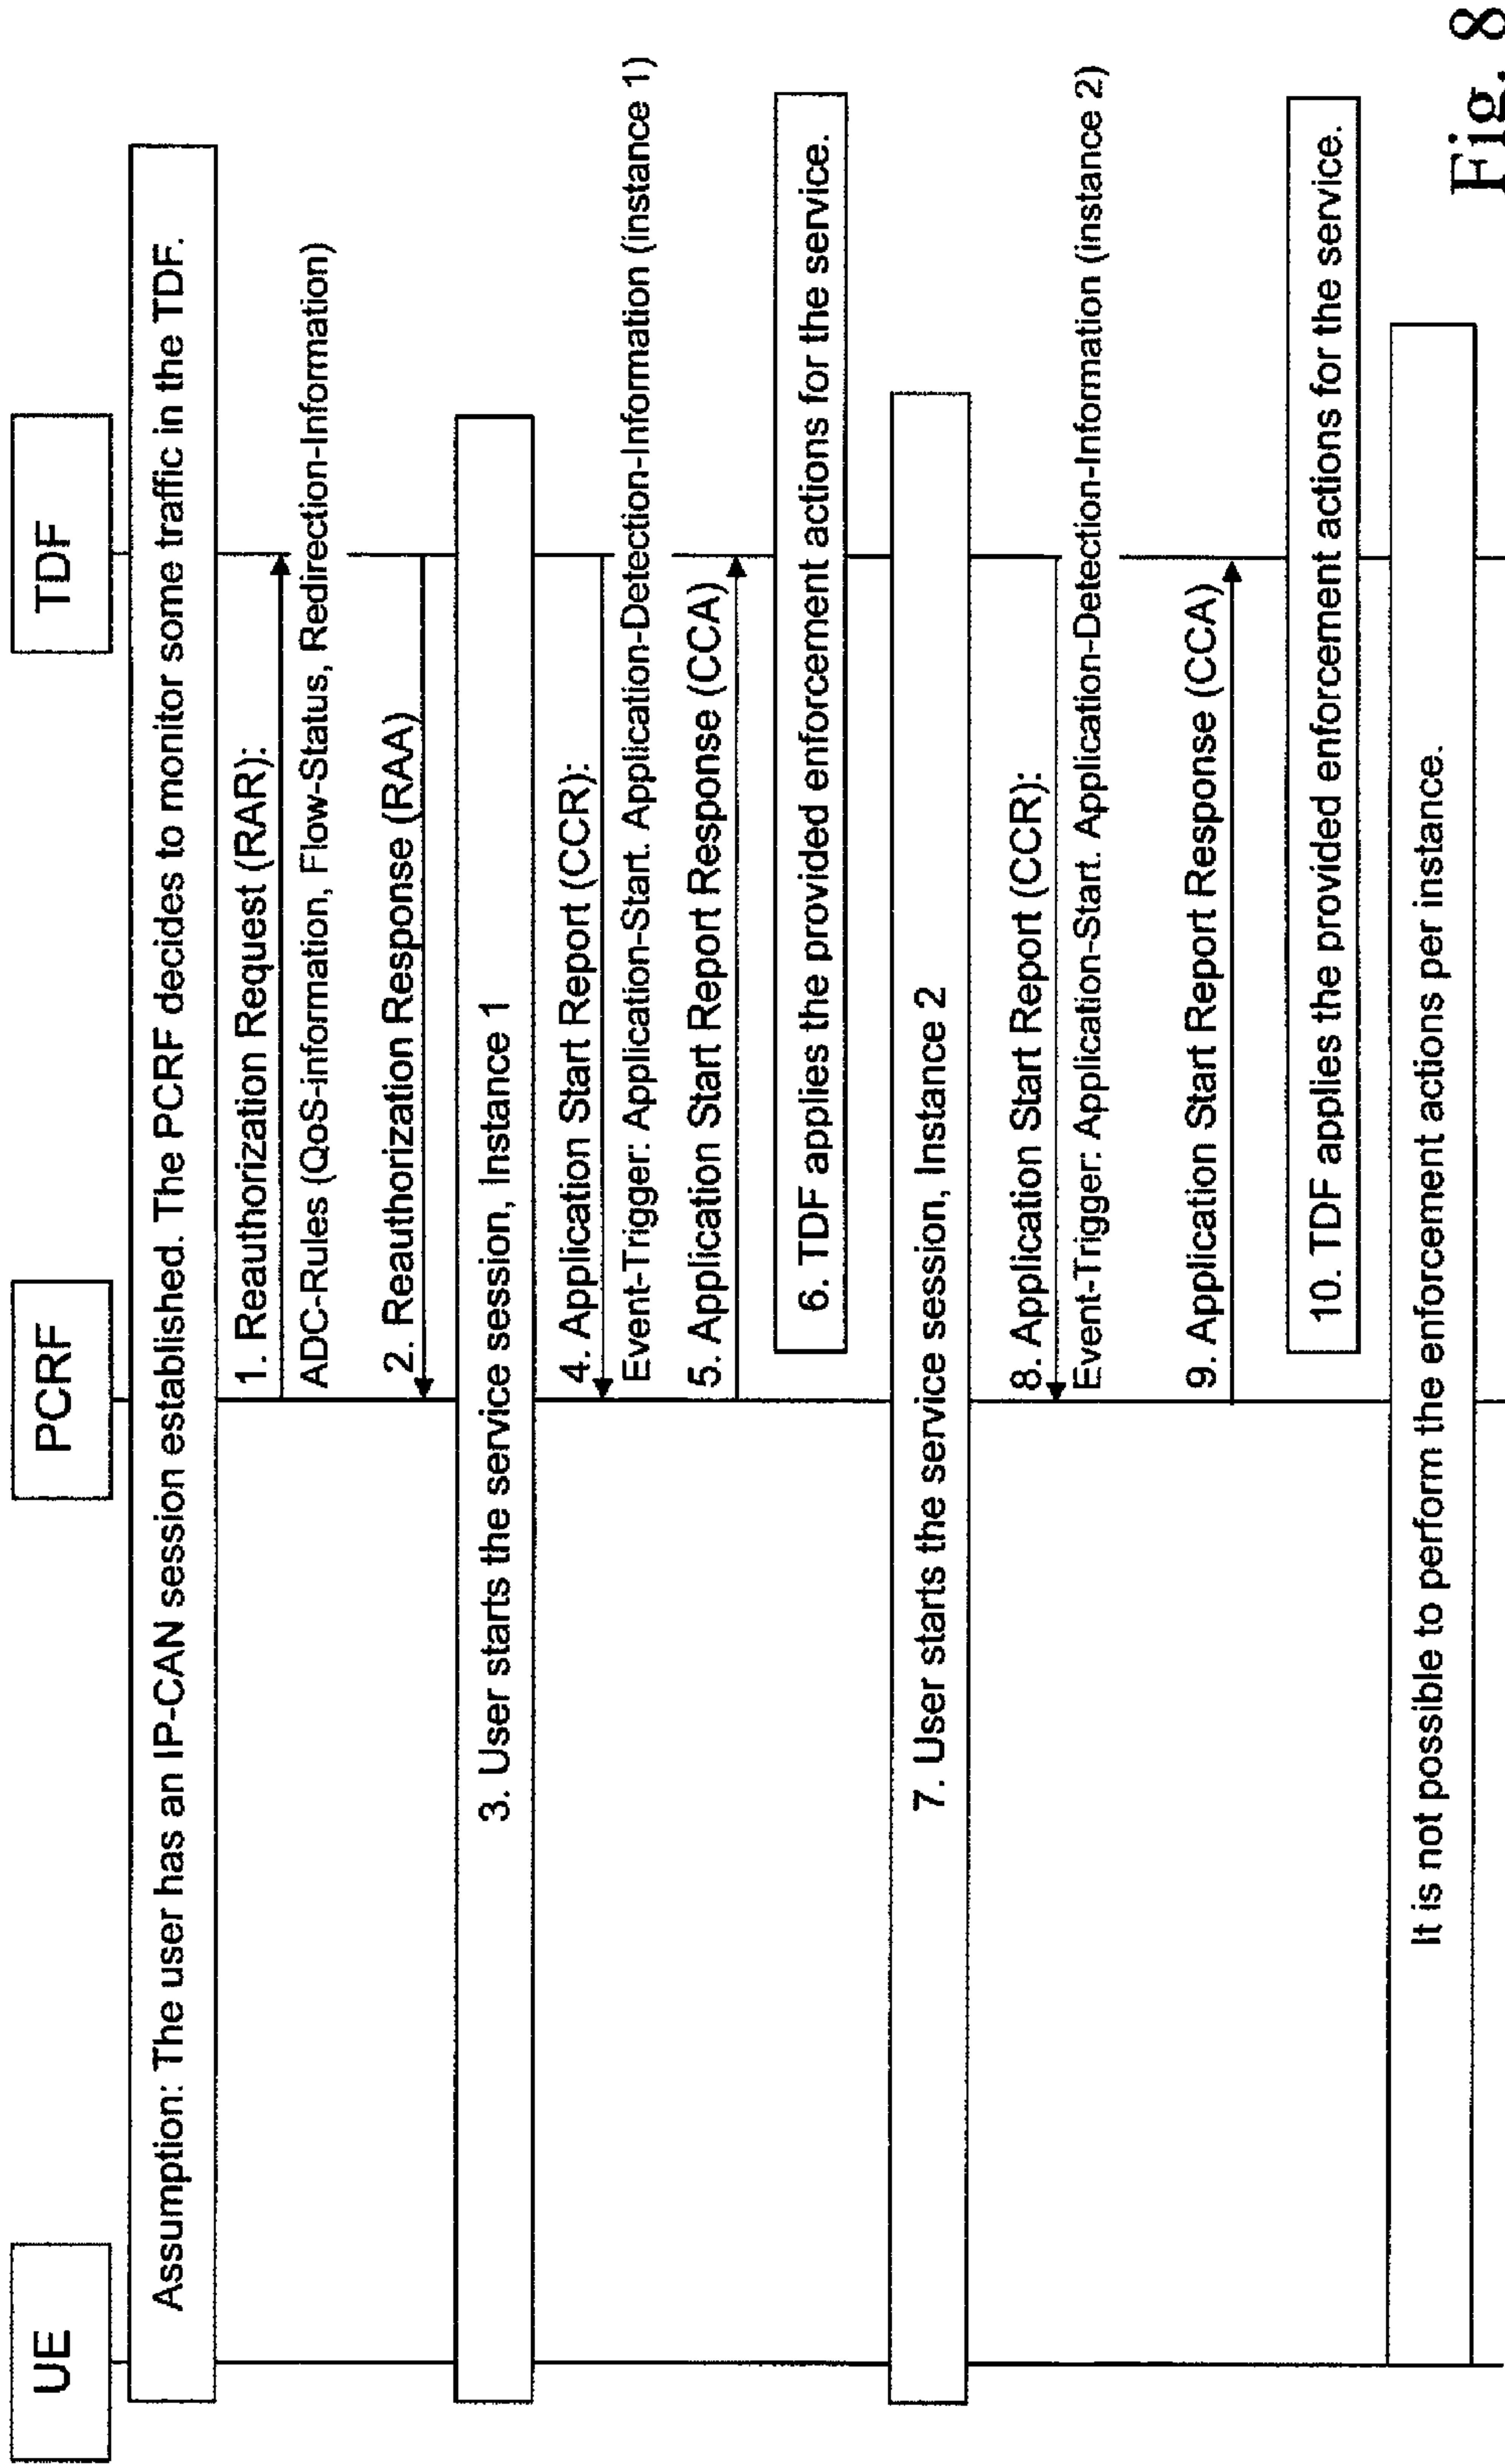 UE
PCRF
TDF
Assumption: The user has an IP-CAN session established. The PCRF decides to monitor some traffic in the TDF.
1. Reauthorization Request (RAR):
ADC-Rules (QoS-information, Flow-Status, Redirection-Information)
2. Reauthorization Response (RAA)
3. User starts the service session, Instance 1
4. Application Start Report (CCR):
Event-Trigger: Application-Start. Application-Detection-Information (instance 1)
5. Application Start Report Response (CCA)
6. TDF applies the provided enforcement actions for the service.
7. User starts the service session, Instance 2
8. Application Start Report (CCR):
Event-Trigger: Application-Start. Application-Detection-Information (instance 2)
9. Application Start Report Response (CCA)
10. TDF applies the provided enforcement actions for the service.
It is not possible to perform the enforcement actions per instance.
Fig. 8